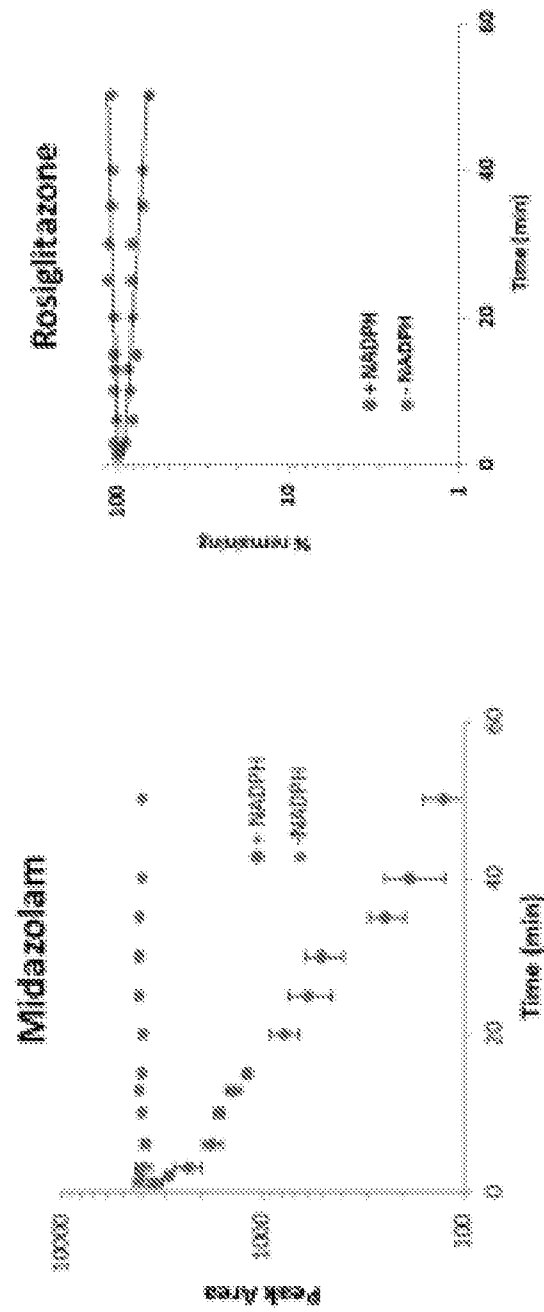 Midazolam
Peak Area
10000
1000
100
0
20
40
60
Time (min)
+ NADPH
-NADPH
Rosiglitazone
% remaining
100
10
1
0
20
40
60
Time (min)
+ NADPH
- NADPH